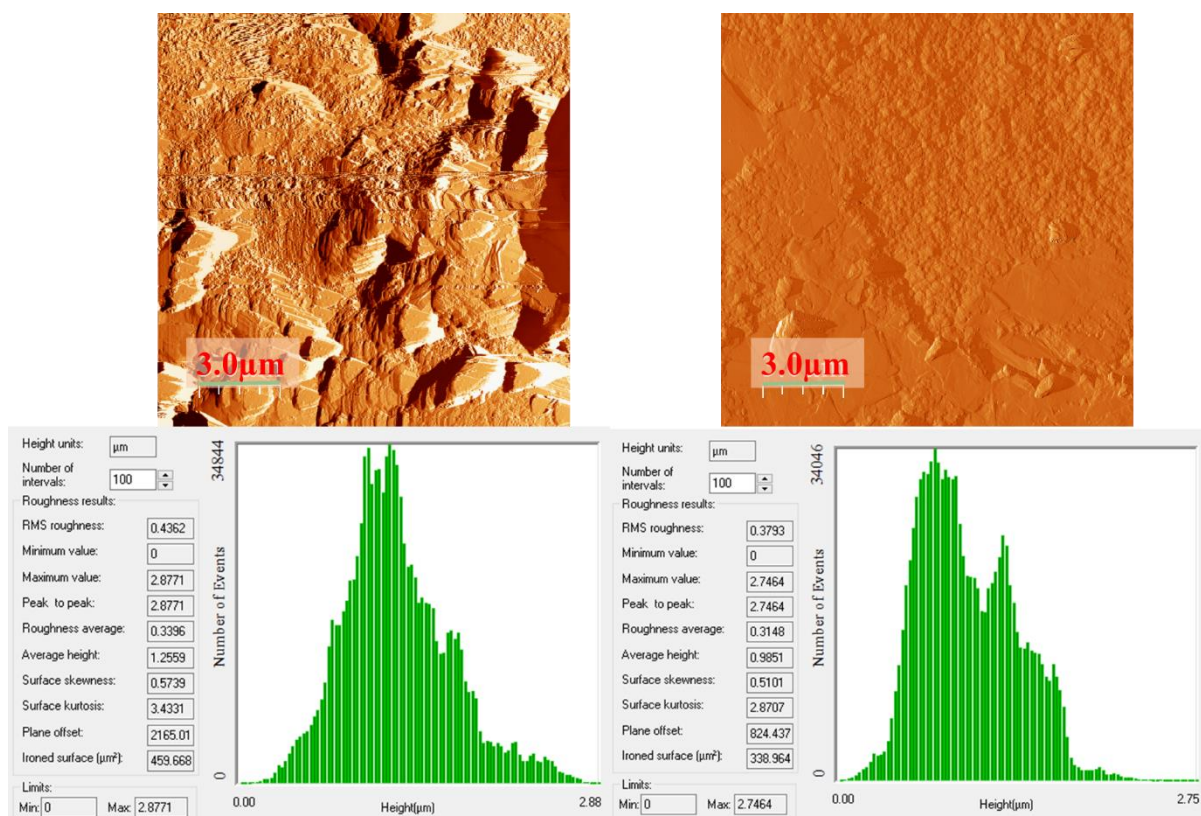 3.0µm
3.0µm
Height units: µm
Number of intervals: 100
Roughness results:
RMS roughness: 0.4362
Minimum value: 0
Maximum value: 2.8771
Peak to peak: 2.8771
Roughness average: 0.3396
Average height: 1.2559
Surface skewness: 0.5739
Surface kurtosis: 3.4331
Plane offset: 2165.01
Ironed surface (µm²): 459.668
Limits:
Min: 0 Max: 2.8771
34844
Number of Events
0
0.00
Height(µm)
2.88
Height units: µm
Number of intervals: 100
Roughness results:
RMS roughness: 0.3793
Minimum value: 0
Maximum value: 2.7464
Peak to peak: 2.7464
Roughness average: 0.3148
Average height: 0.9851
Surface skewness: 0.5101
Surface kurtosis: 2.8707
Plane offset: 824.437
Ironed surface (µm²): 338.964
Limits:
Min: 0 Max: 2.7464
34046
Number of Events
0
0.00
Height(µm)
2.75